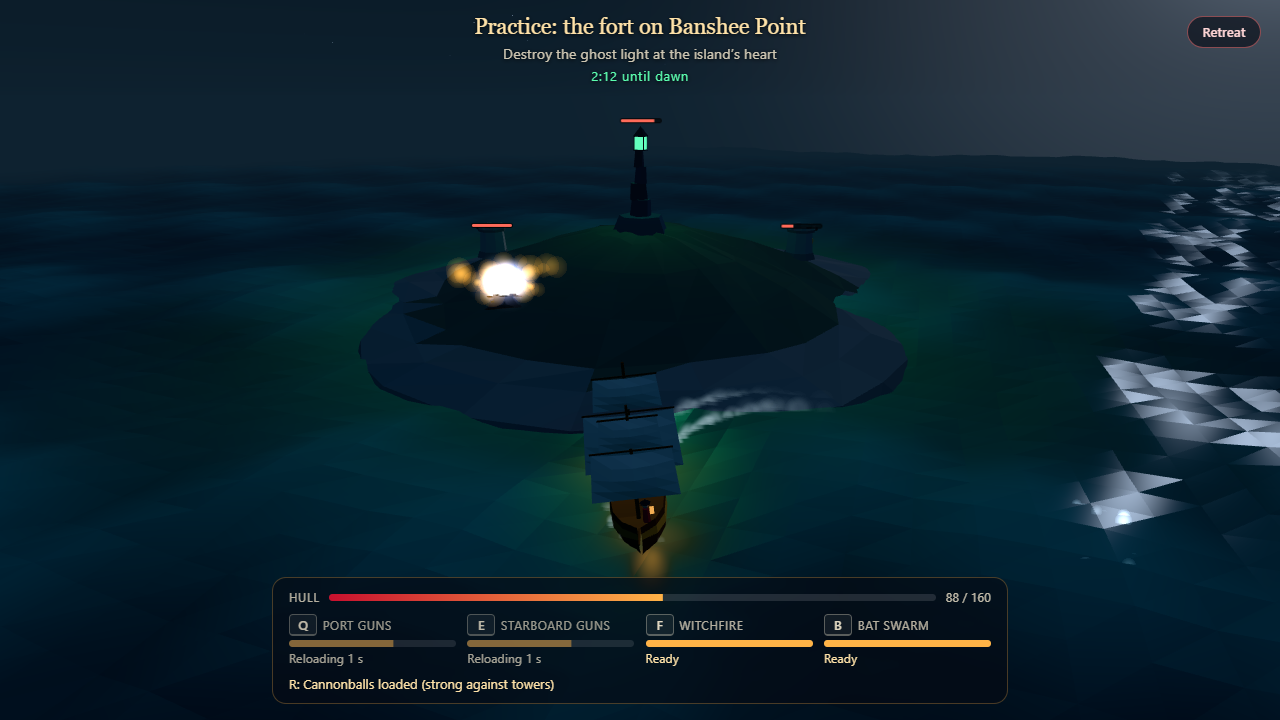 Practice: the fort on Banshee Point
Retreat
Destroy the ghost light at the island's heart
2:12 until dawn
HULL 88 / 160
Q PORT GUNS E STARBOARD GUNS F WITCHFIRE B BAT SWARM
Reloading 1 s Reloading 1 s Ready Ready
R: Cannonballs loaded (strong against towers)